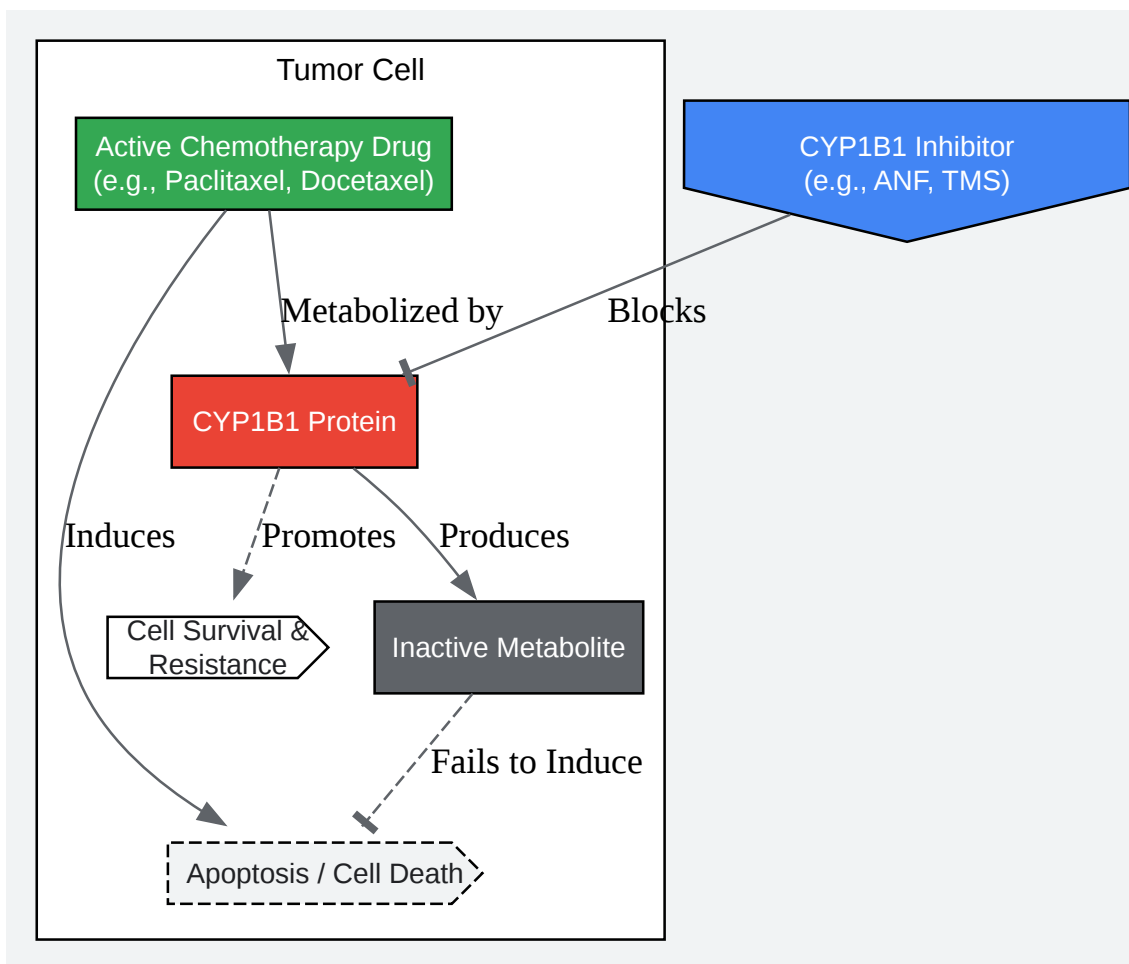 Tumor Cell
Active Chemotherapy Drug
(e.g., Paclitaxel, Docetaxel)
CYP1B1 Inhibitor
(e.g., ANF, TMS)
Metabolized by
Blocks
CYP1B1 Protein
Induces
Promotes
Produces
Cell Survival &
Resistance
Inactive Metabolite
Fails to Induce
Apoptosis / Cell Death